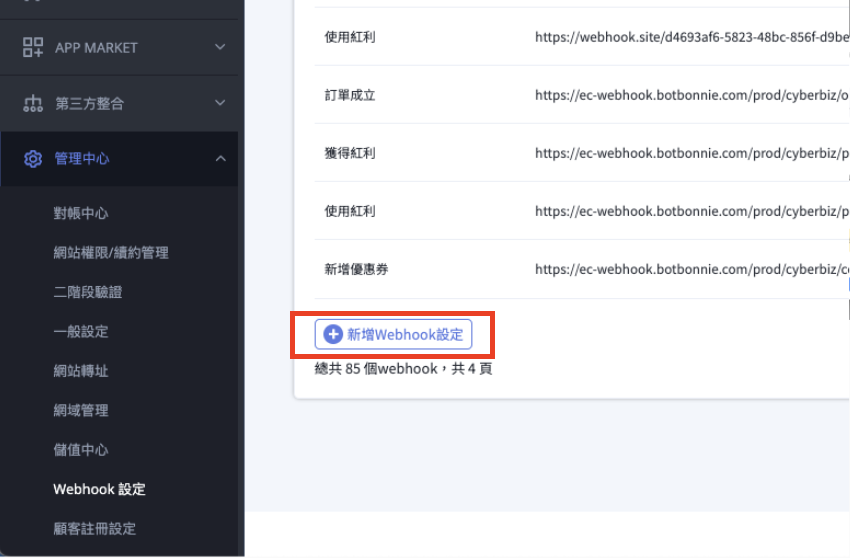 使用紅利 https://webhook.site/d4693af6-5823-48bc-856f-d9be
APP MARKET
訂單成立 https://ec-webhook.botbonnie.com/prod/cyberbiz/o
第三方整合
獲得紅利 https://ec-webhook.botbonnie.com/prod/cyberbiz/p
管理中心
使用紅利 https://ec-webhook.botbonnie.com/prod/cyberbiz/p
對帳中心
網站權限/續約管理
新增優惠券 https://ec-webhook.botbonnie.com/prod/cyberbiz/c
二階段驗證
一般設定
新增Webhook設定
網站轉址
總共 85 個webhook，共 4 頁
網域管理
儲值中心
Webhook 設定
顧客註冊設定